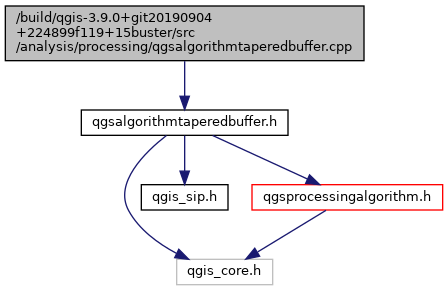 /build/qgis-3.9.0+git20190904
+224899f119+15buster/src
/analysis/processing/qgsalgorithmtaperedbuffer.cpp
qgsalgorithmtaperedbuffer.h
qgis_sip.h
qgsprocessingalgorithm.h
qgis_core.h